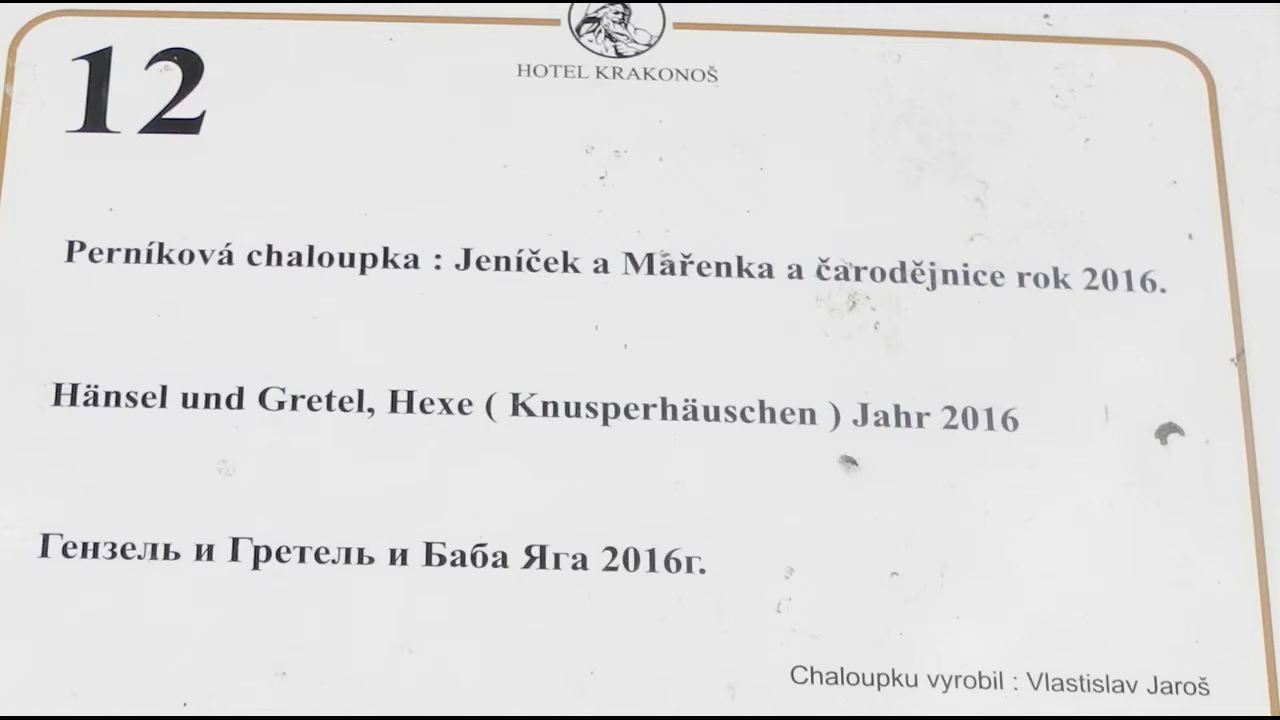 HOTEL KRAKONOŠ
12
Perníková chaloupka : Jeníček a Mařenka a čarodějnice rok 2016.
Hänsel und Gretel, Hexe ( Knusperhäuschen ) Jahr 2016
Гензель и Гретель и Баба Яга 2016г.
Chaloupku vyrobil : Vlastislav Jaroš